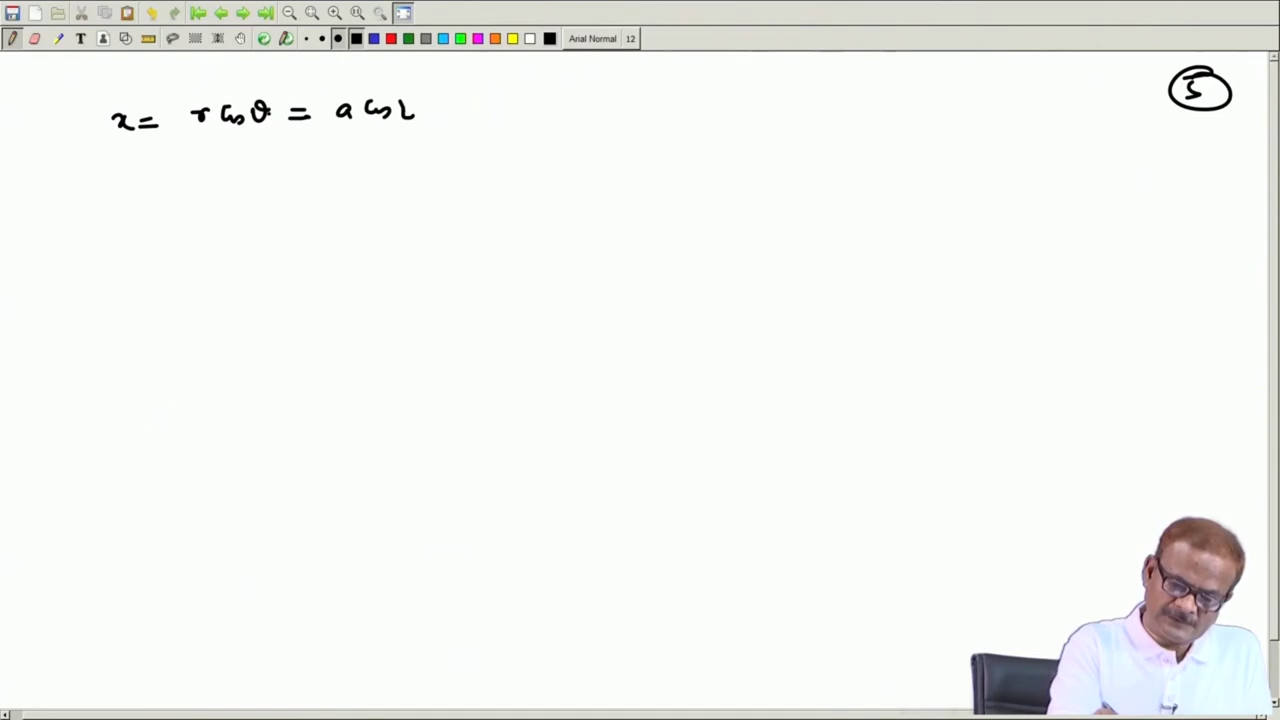 Arial Normal 12
5
x = r cos θ = a cos